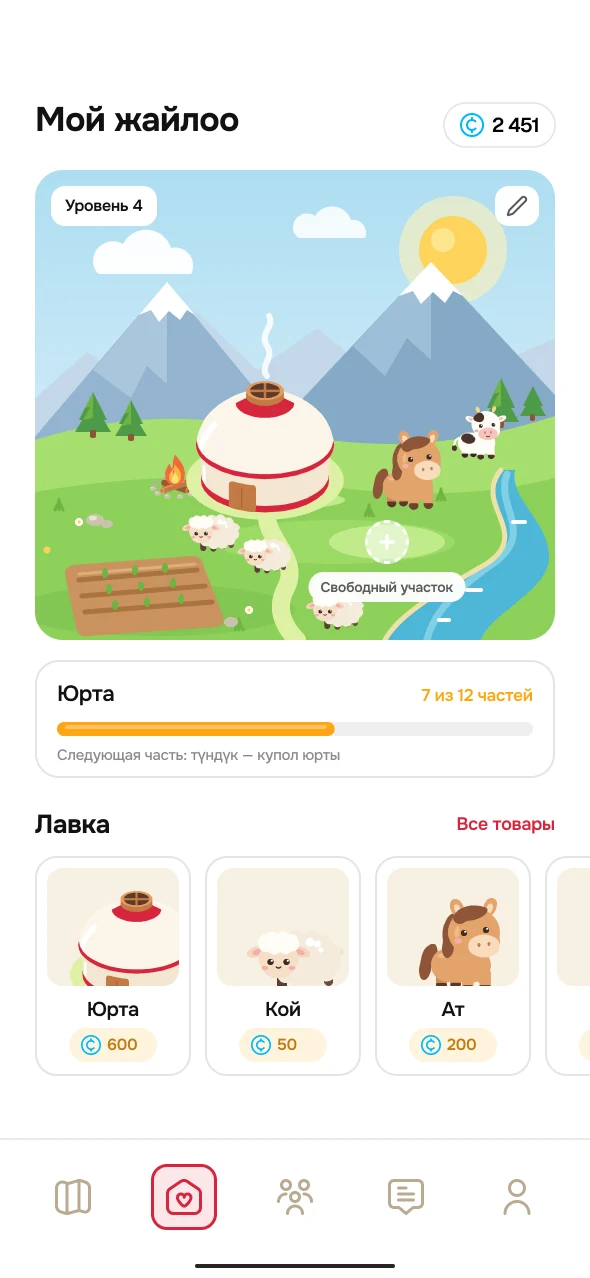 Мой жайлоо
2 451
Уровень 4
Свободный участок
Юрта
7 из 12 частей
Следующая часть: түндүк — купол юрты
Лавка
Все товары
Юрта
600
Кой
50
Ат
200